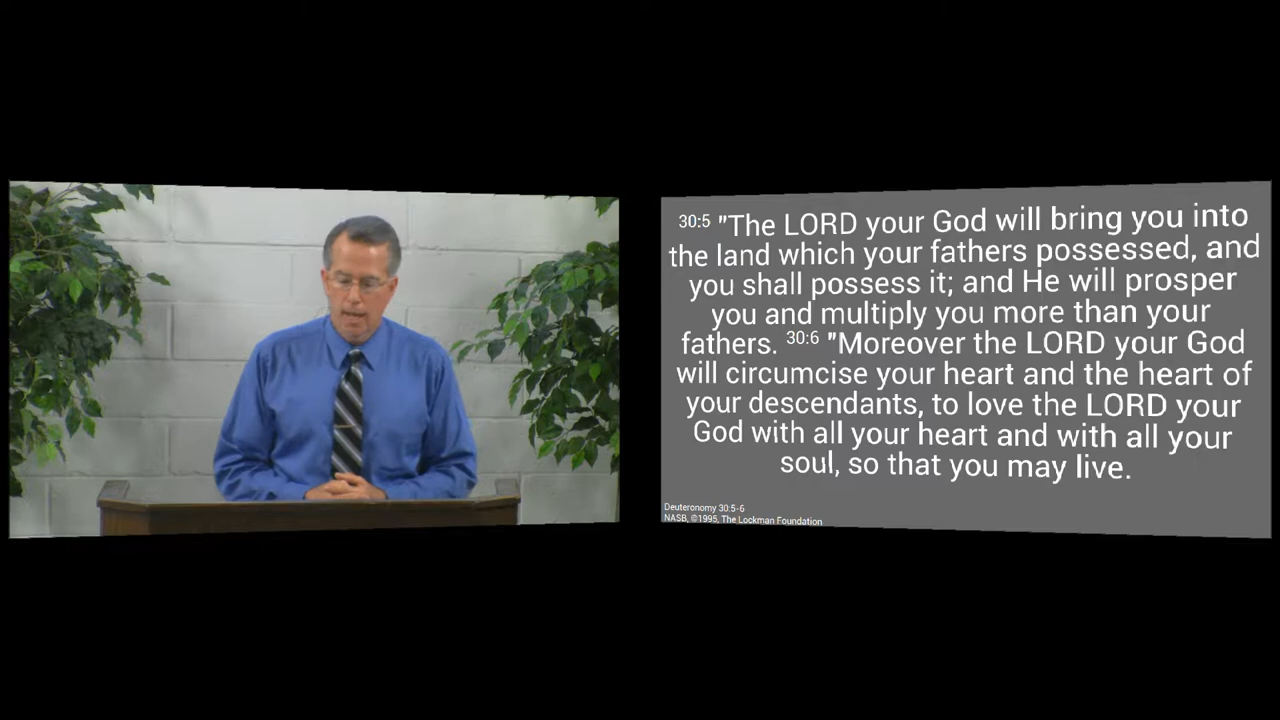 30:5 "The LORD your God will bring you into
the land which your fathers possessed, and
you shall possess it; and He will prosper
you and multiply you more than your
fathers. 30:6 "Moreover the LORD your God
will circumcise your heart and the heart of
your descendants, to love the LORD your
God with all your heart and with all your
soul, so that you may live.
Deuteronomy 30:5-6
NASB, ©1995, The Lockman Foundation